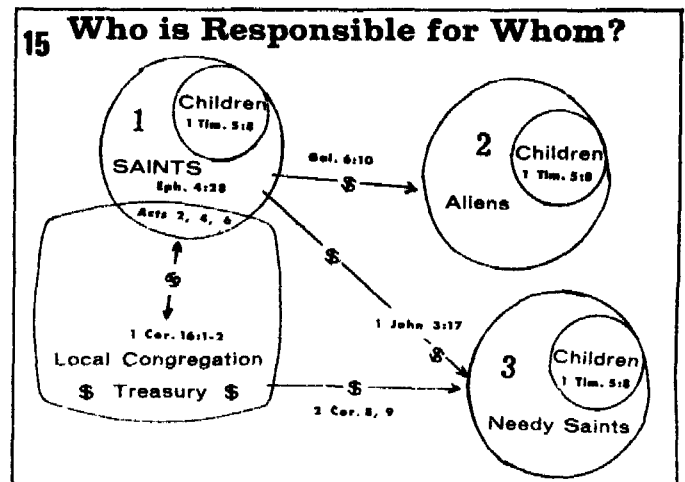 15 Who is Responsible for Whom?
Children
1 Tim. 5:8
1
SAINTS
Eph. 4:28
Acts 2, 4, 6
Gal. 6:10
$
2
Children
1 Tim. 5:8
Aliens
$
$
1 Cor. 16:1-2
Local Congregation
$ Treasury $
1 John 3:17
$
$
2 Cor. 8, 9
3
Children
1 Tim. 5:8
Needy Saints